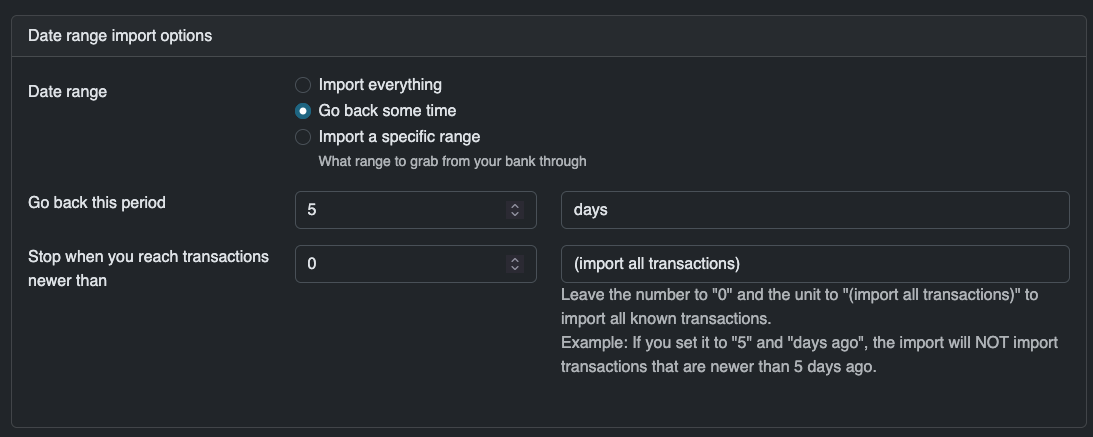 Date range import options
Date range
Import everything
Go back some time
Import a specific range
What range to grab from your bank through
Go back this period
5
days
Stop when you reach transactions
newer than
0
(import all transactions)
Leave the number to "0" and the unit to "(import all transactions)" to
import all known transactions.
Example: If you set it to "5" and "days ago", the import will NOT import
transactions that are newer than 5 days ago.